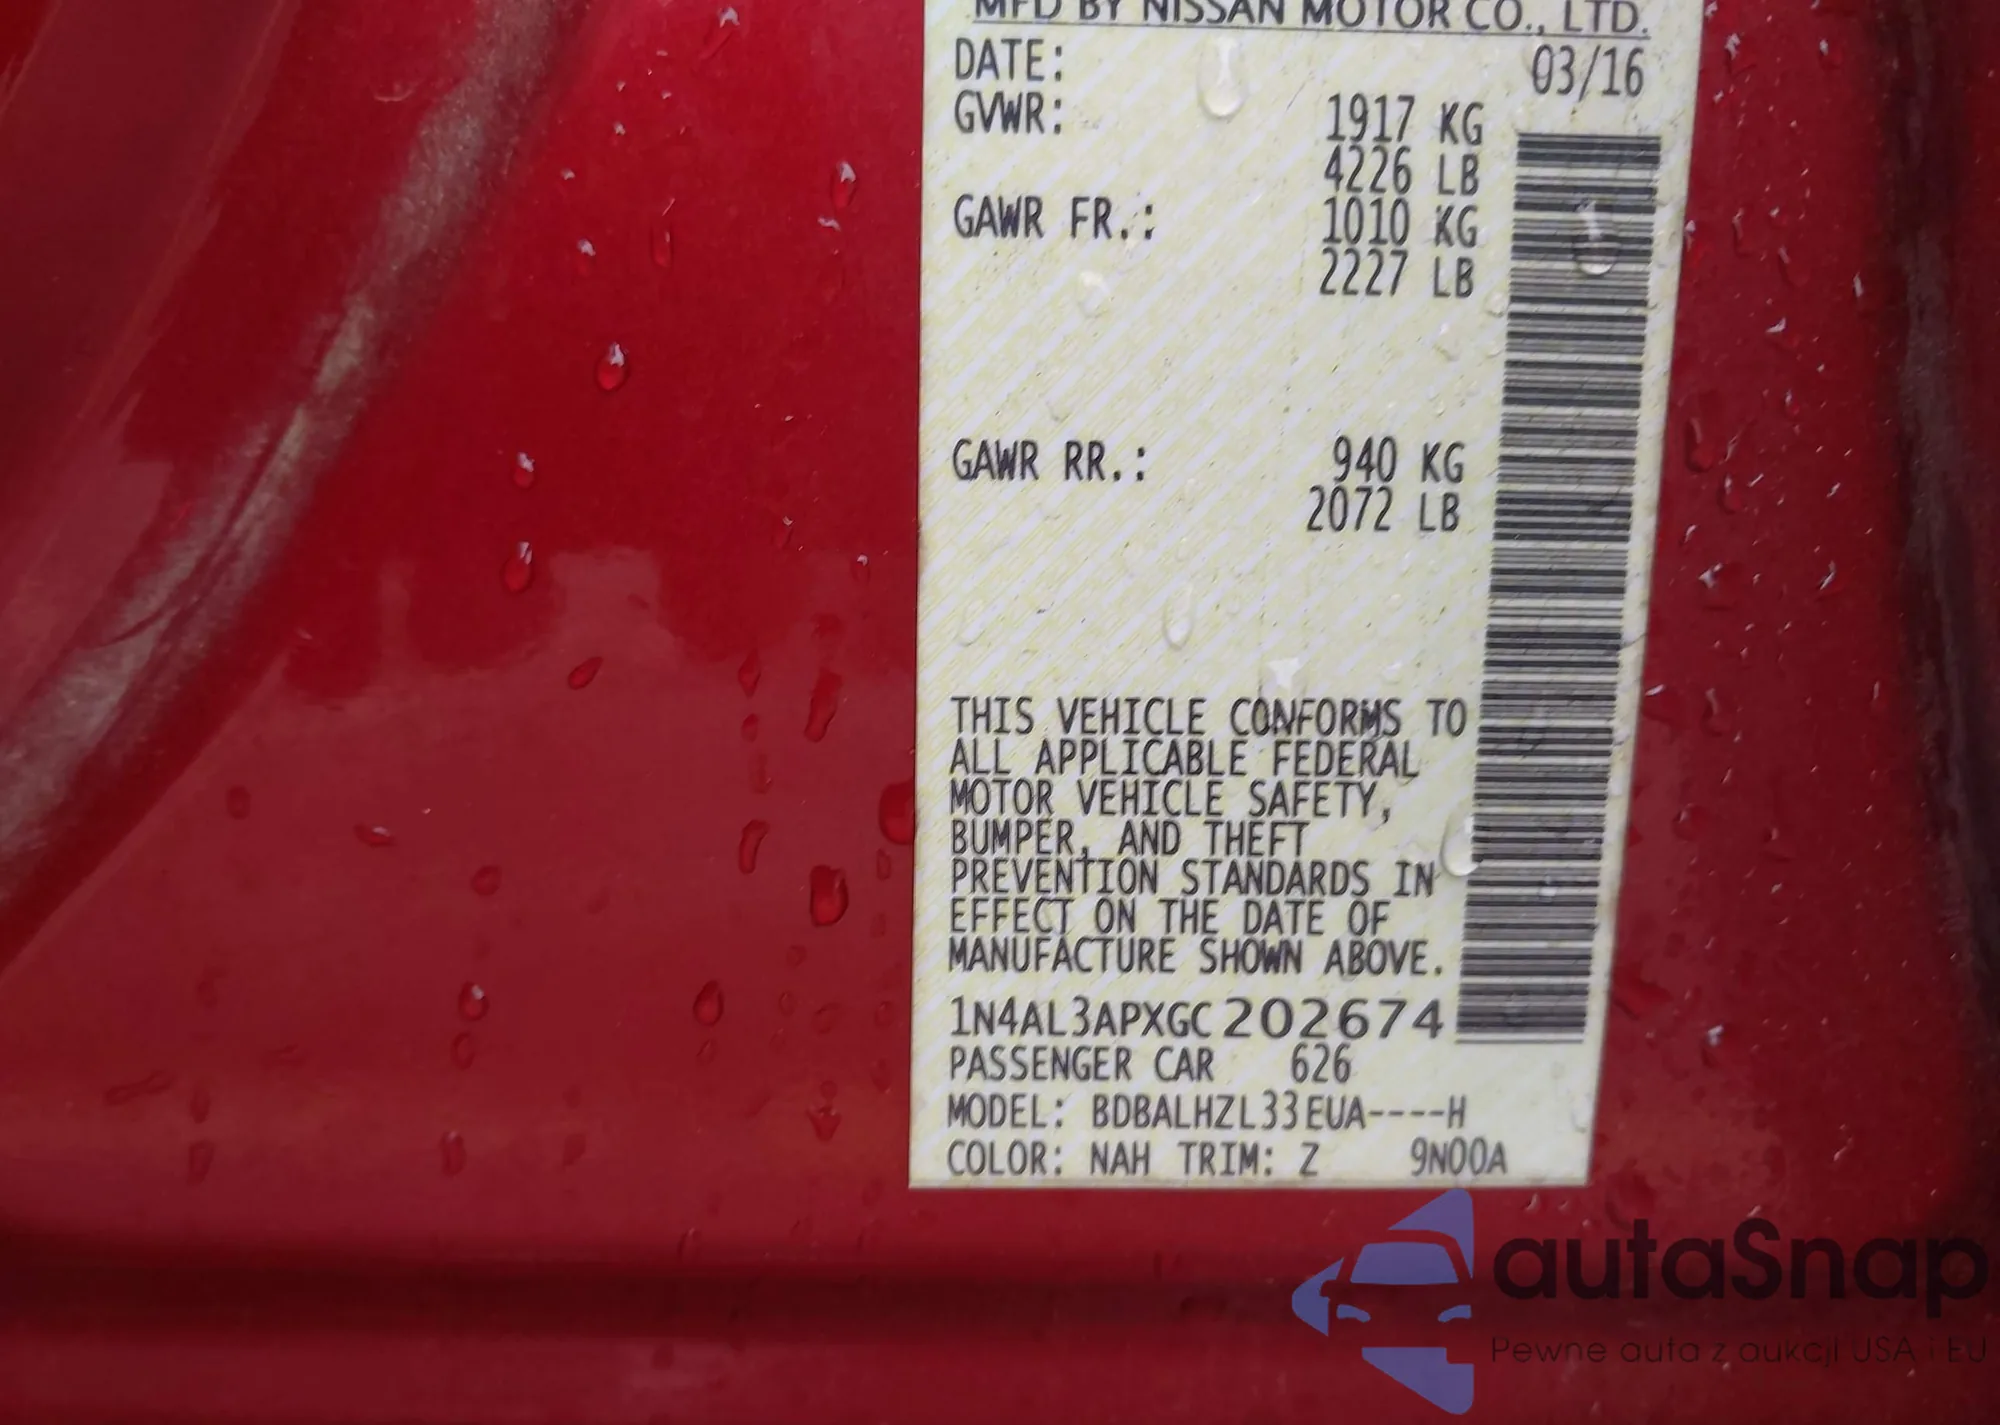 MFD BY NISSAN MOTOR CO., LTD.
DATE: 03/16
GVWR: 1917 KG
4226 LB
GAWR FR.: 1010 KG
2227 LB
GAWR RR.: 940 KG
2072 LB
THIS VEHICLE CONFORMS TO
ALL APPLICABLE FEDERAL
MOTOR VEHICLE SAFETY,
BUMPER, AND THEFT
PREVENTION STANDARDS IN
EFFECT ON THE DATE OF
MANUFACTURE SHOWN ABOVE.
1N4AL3APXGC202674
PASSENGER CAR 626
MODEL: BDBALHZL33EUA----H
COLOR: NAH TRIM: Z 9N00A
autaSnap
Pewne auta z aukcji USA i EU